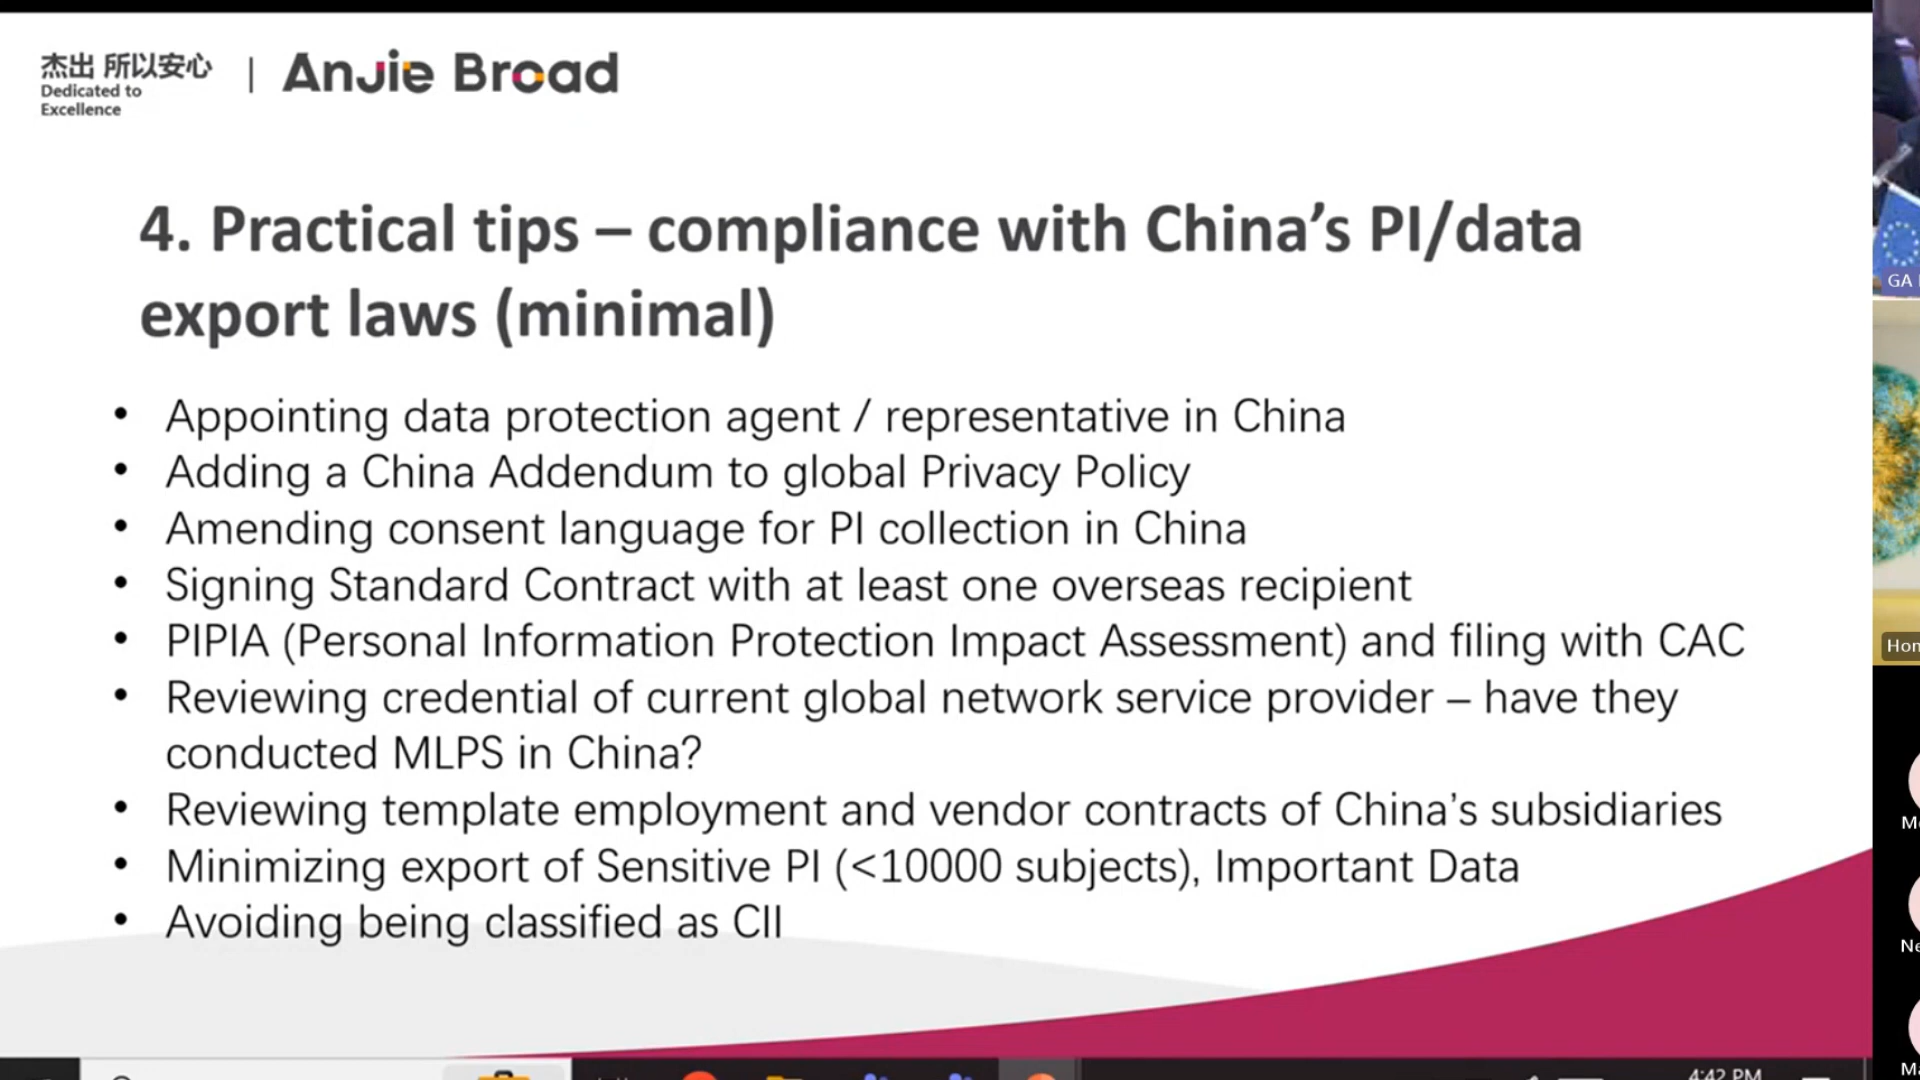 杰出 所以安心
Dedicated to
Excellence
Anjie Broad
4. Practical tips – compliance with China’s PI/data
export laws (minimal)
• Appointing data protection agent / representative in China
• Adding a China Addendum to global Privacy Policy
• Amending consent language for PI collection in China
• Signing Standard Contract with at least one overseas recipient
• PIPIA (Personal Information Protection Impact Assessment) and filing with CAC
• Reviewing credential of current global network service provider – have they
conducted MLPS in China?
• Reviewing template employment and vendor contracts of China’s subsidiaries
• Minimizing export of Sensitive PI (<10000 subjects), Important Data
• Avoiding being classified as CII
GA
4:42 PM